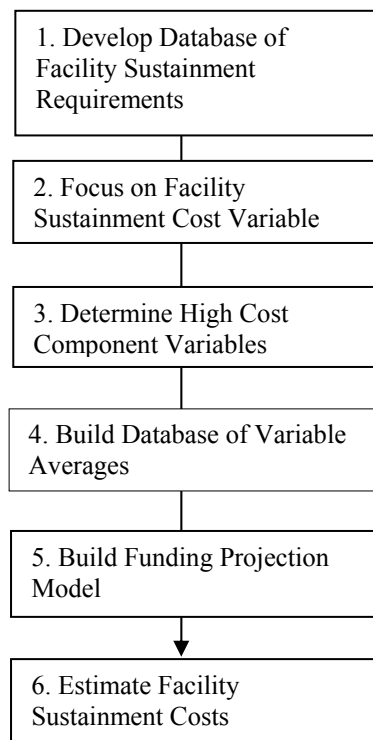 1. Develop Database of
Facility Sustainment
Requirements
2. Focus on Facility
Sustainment Cost Variable
3. Determine High Cost
Component Variables
4. Build Database of Variable
Averages
5. Build Funding Projection
Model
6. Estimate Facility
Sustainment Costs